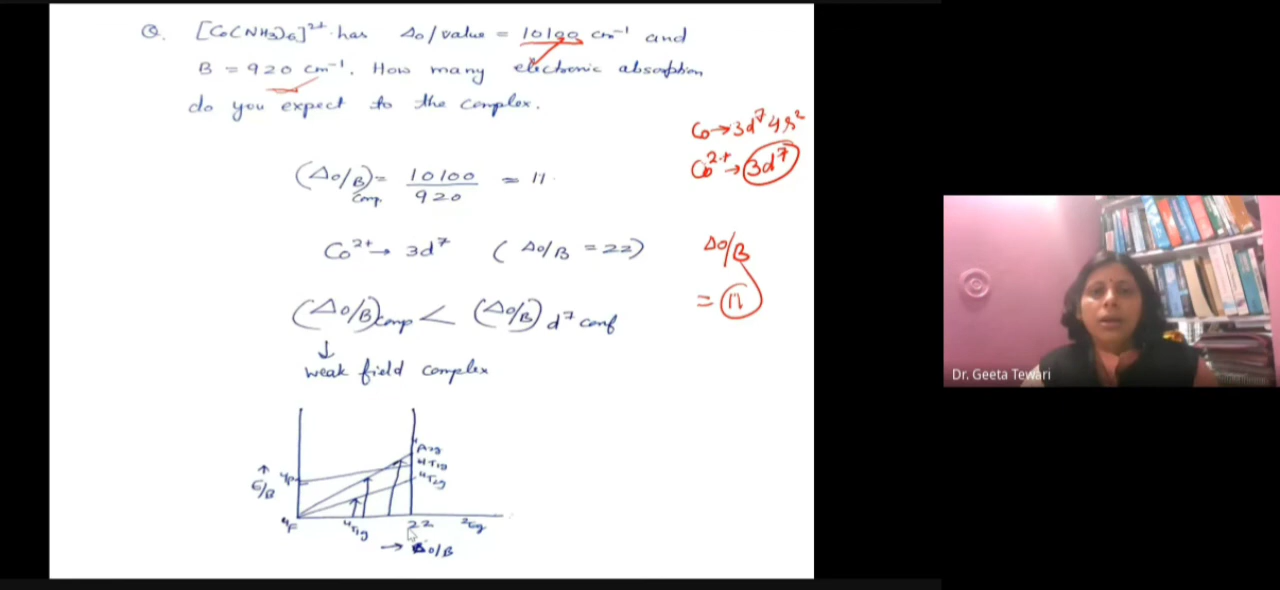 Q. [Co(NH3)6]2+ has Δo/value = 10100 cm-1 and
B = 920 cm-1. How many electronic absorption
do you expect to the complex.
Co → 3d7 4s2
Co2+ → 3d7
(Δo/B)comp. = 10100/920 = 11.
Co2+ → 3d7 (Δo/B = 22)
Δo/B
= 11
(Δo/B)comp < (Δo/B) d7 conf
↓
weak field complex
4A2g
4T1g
4T2g
↑
E/B
4P
4F
4T1g
22
2Eg
→ Δo/B
Dr. Geeta Tewari